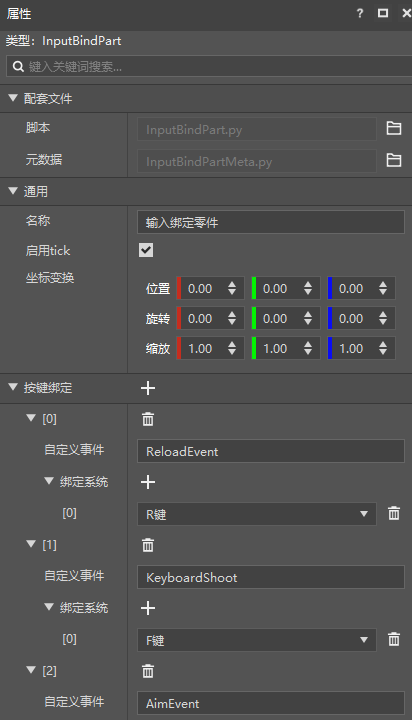 属性 ?
类型: InputBindPart
键入关键词搜索...
配套文件
脚本 InputBindPart.py
元数据 InputBindPartMeta.py
通用
名称 输入绑定零件
启用tick
坐标变换
位置 0.00 0.00 0.00
旋转 0.00 0.00 0.00
缩放 1.00 1.00 1.00
按键绑定
[0]
自定义事件 ReloadEvent
绑定系统
[0] R键
[1]
自定义事件 KeyboardShoot
绑定系统
[0] F键
[2]
自定义事件 AimEvent